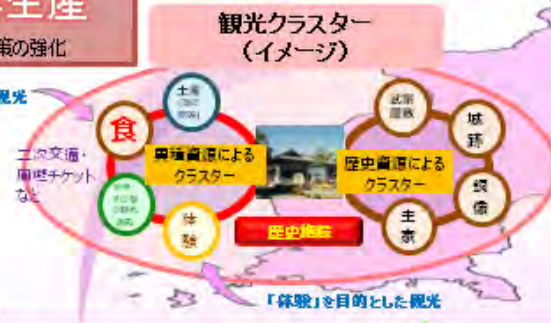 生産
策の強化
観光クラスター
（イメージ）
観光
土産
食
二次交通・
周遊チケット
など
異種資源による
クラスター
体
験
歴史施設
武家
屋敷
城
跡
歴史資源による
クラスター
銅
像
生
家
「体験」を目的とした観光